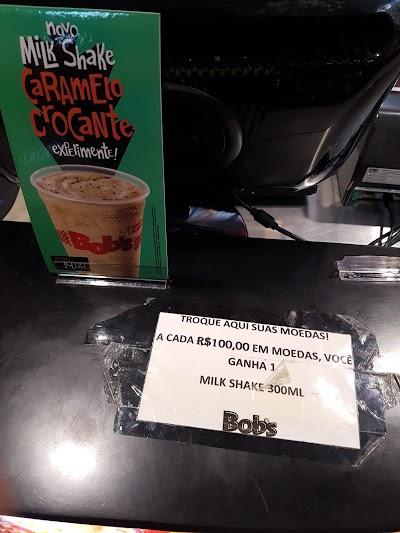 novo
MiLK SHake
CaRaMeLo
CROCaNTe
experimente!
Bob's
TROQUE AQUI SUAS MOEDAS!
A CADA R$100,00 EM MOEDAS, VOCÊ
GANHA 1
MILK SHAKE 300ML
Bob's